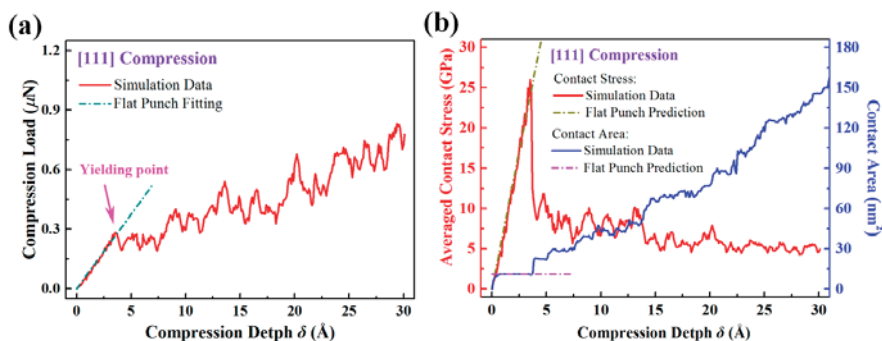 (a)
[111] Compression
Simulation Data
Flat Punch Fitting
Yielding point
Compression Load (μN)
1.2
0.9
0.6
0.3
0.0
0 5 10 15 20 25 30
Compression Detph δ (Å)
(b)
[111] Compression
Contact Stress:
Simulation Data
Flat Punch Prediction
Contact Area:
Simulation Data
Flat Punch Prediction
Averaged Contact Stress (GPa)
30
25
20
15
10
5
0
Contact Area (nm²)
180
150
120
90
60
30
0
0 5 10 15 20 25 30
Compression Detph δ (Å)